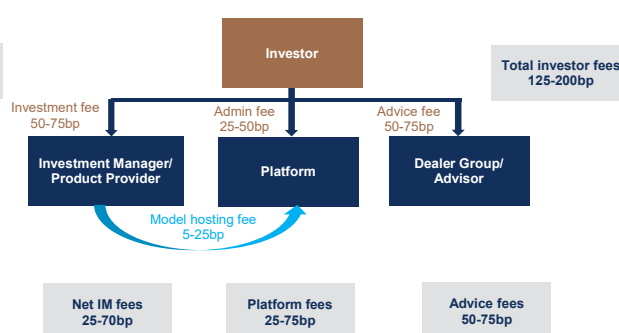 Investor
Total investor fees
125-200bp
Investment fee
50-75bp
Admin fee
25-50bp
Advice fee
50-75bp
Investment Manager/
Product Provider
Platform
Dealer Group/
Advisor
Model hosting fee
5-25bp
Net IM fees
25-70bp
Platform fees
25-75bp
Advice fees
50-75bp